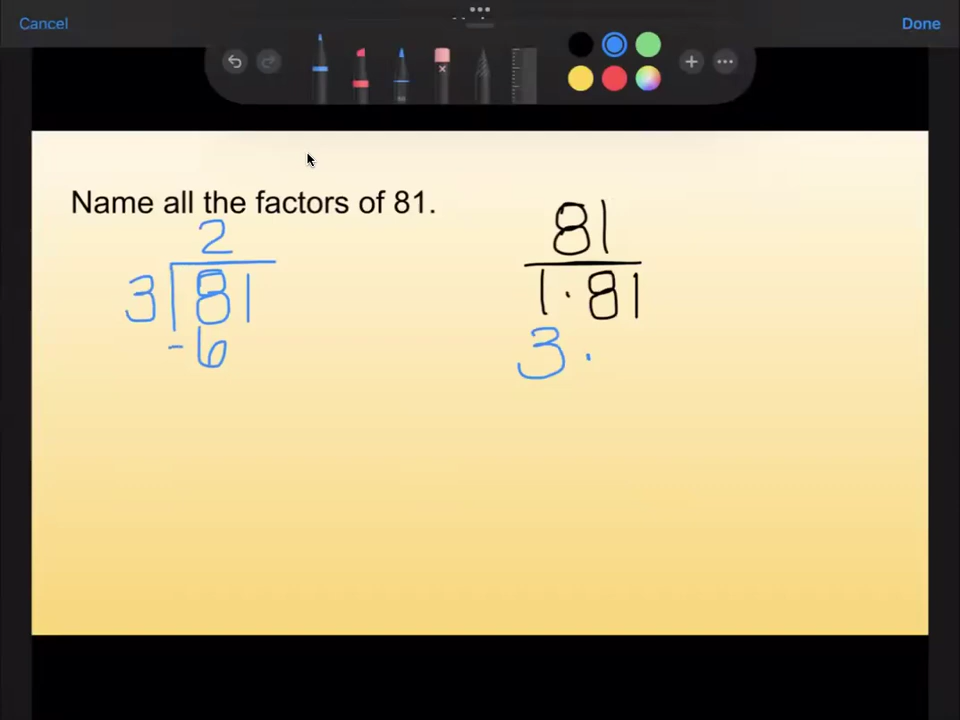 Cancel
Done
Name all the factors of 81.
2
3 81
-6
81
1 · 81
3 ·